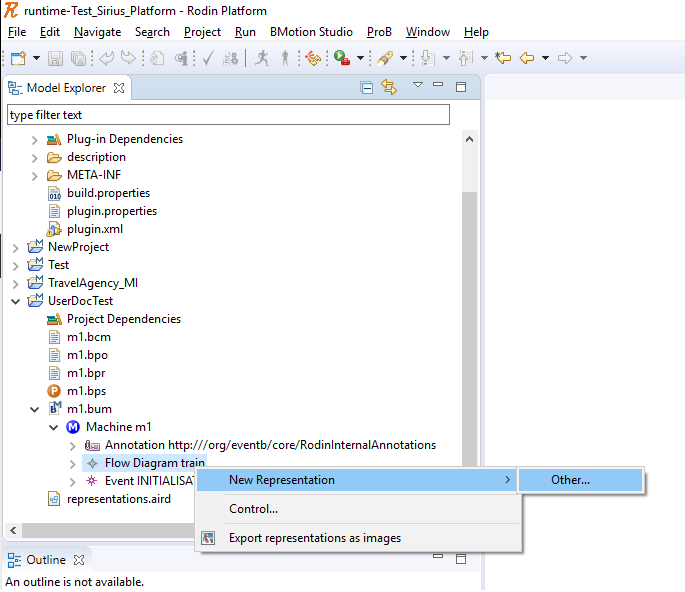 runtime-Test_Sirius_Platform - Rodin Platform
File Edit Navigate Search Project Run BMotion Studio ProB Window Help
Model Explorer
type filter text
Plug-in Dependencies
description
META-INF
build.properties
plugin.properties
plugin.xml
NewProject
Test
TravelAgency_MI
UserDocTest
Project Dependencies
m1.bcm
m1.bpo
m1.bpr
m1.bps
m1.bum
Machine m1
Annotation http:///org/eventb/core/RodinInternalAnnotations
Flow Diagram train
Event INITIALISA
New Representation
Other...
representations.aird
Control...
Export representations as images
Outline
An outline is not available.